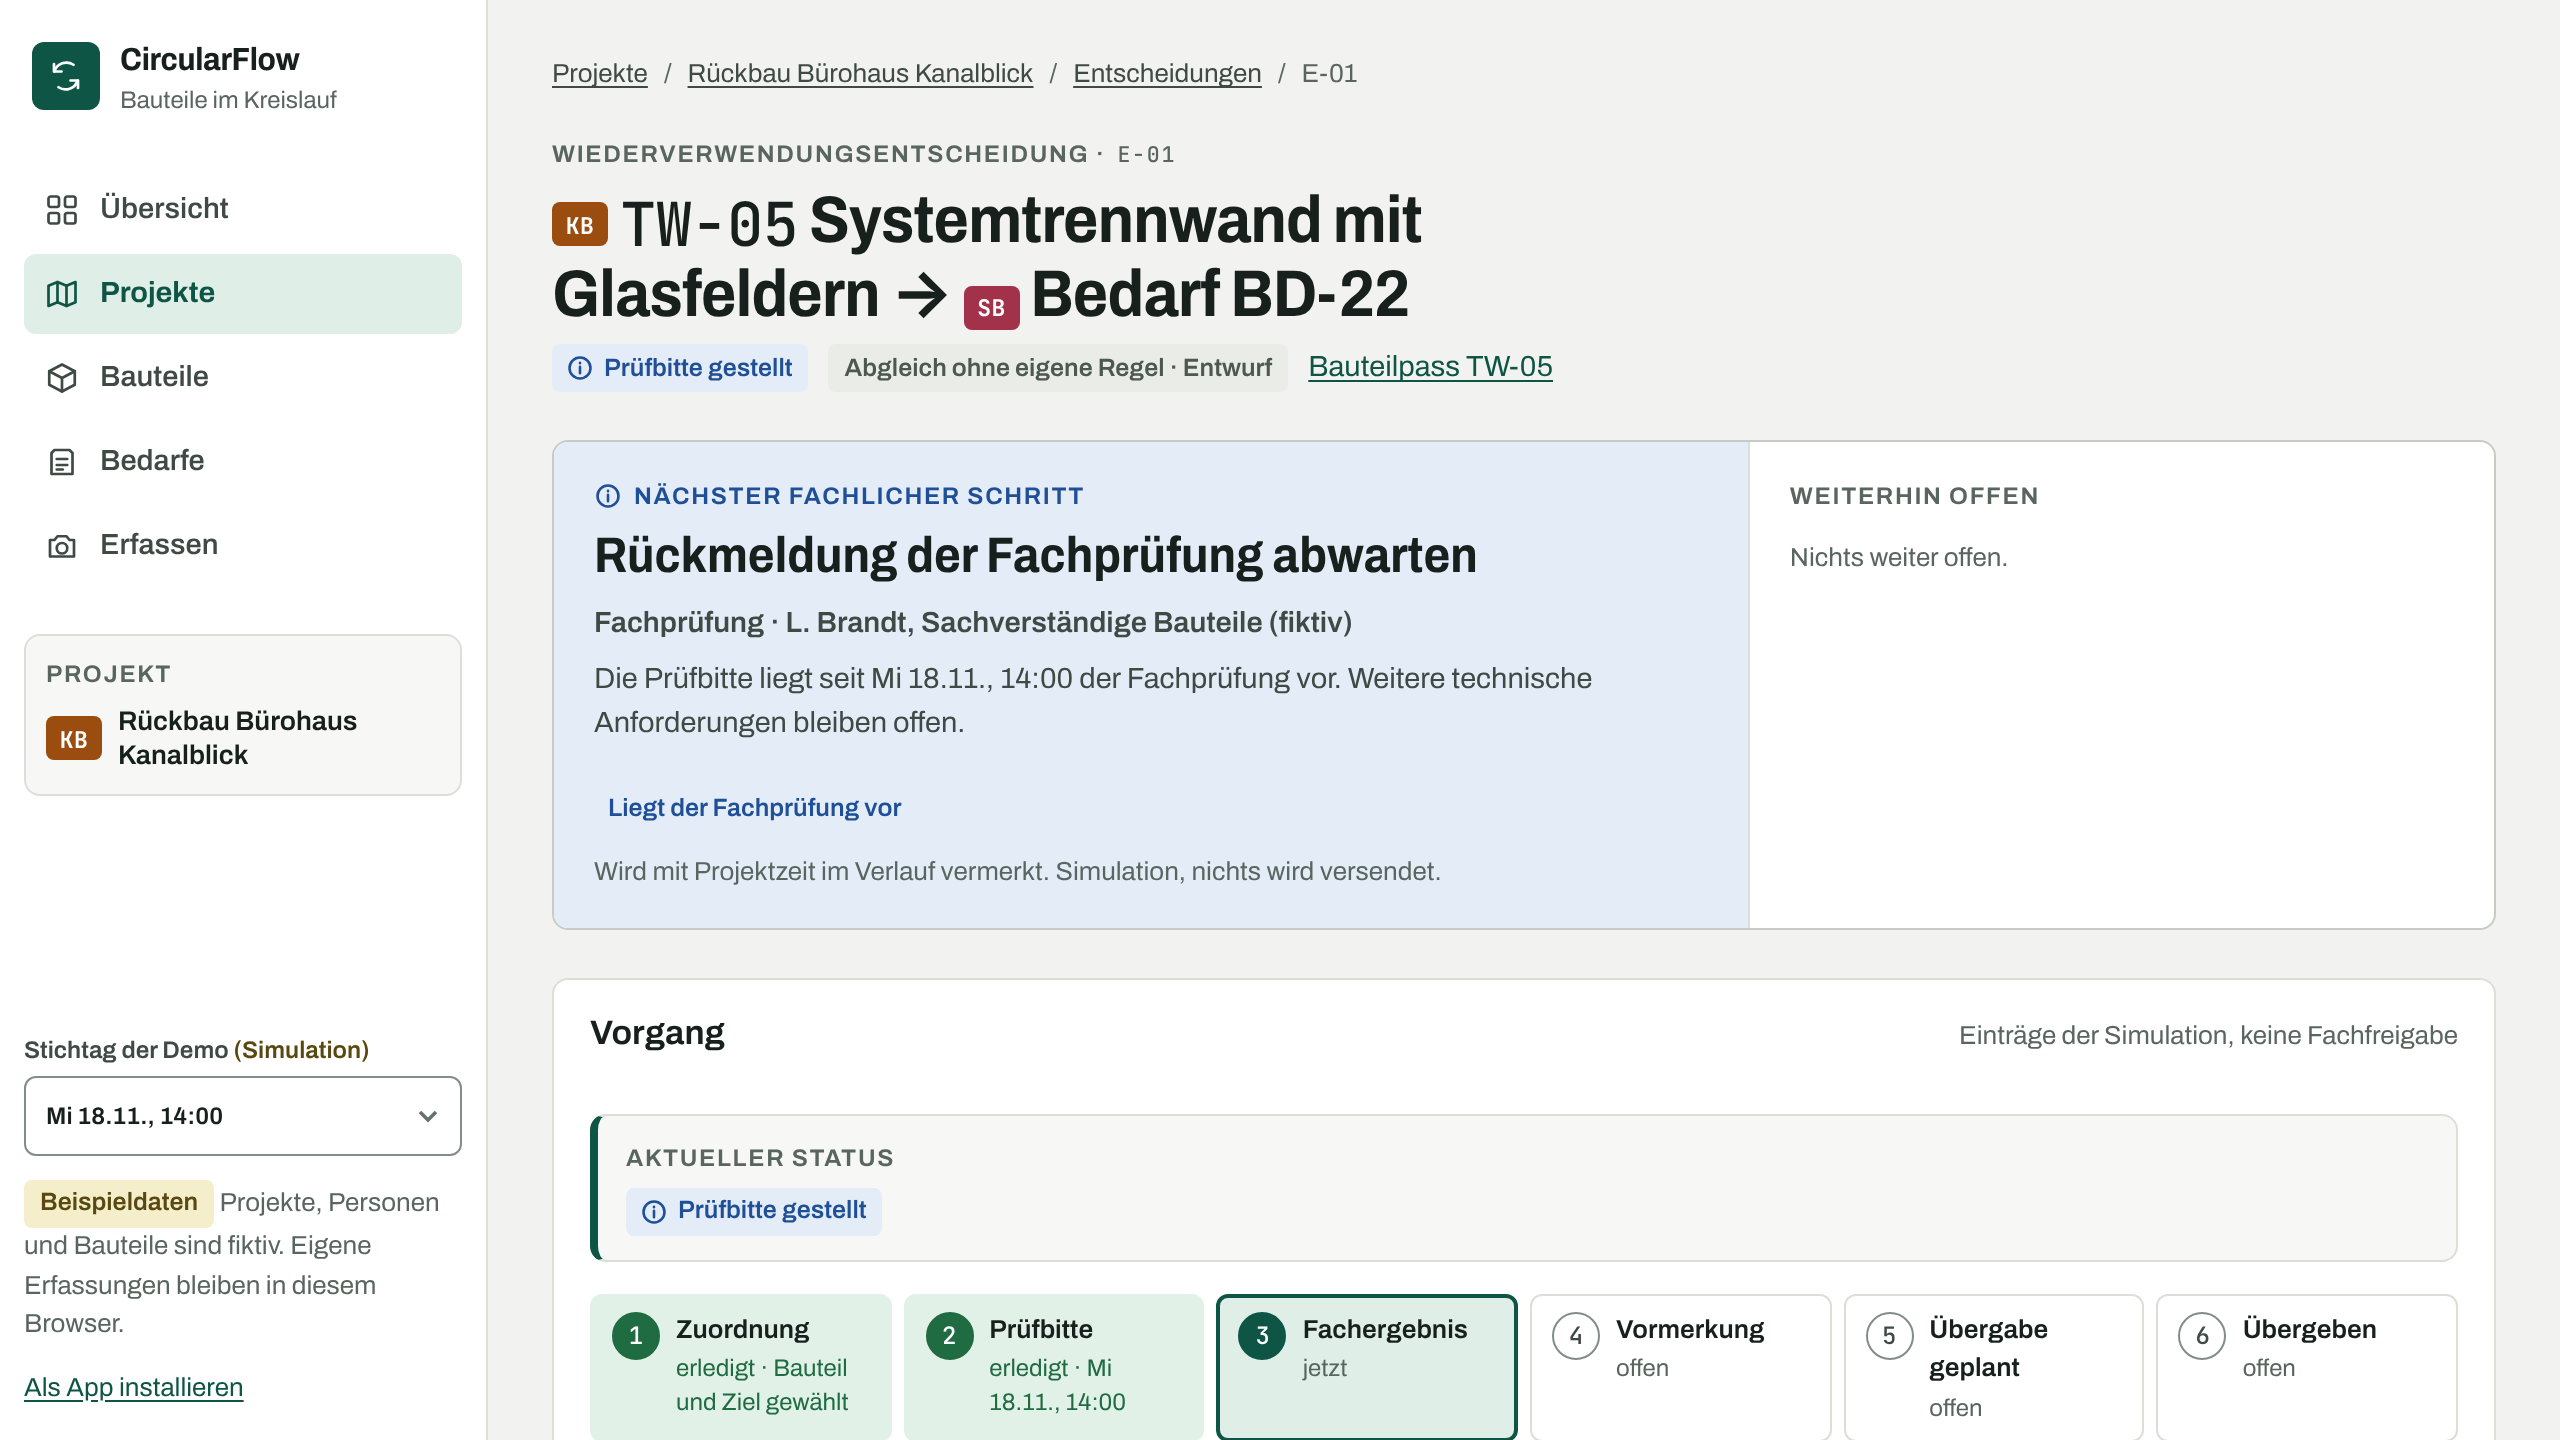 CircularFlow
Bauteile im Kreislauf
Übersicht
Projekte
Bauteile
Bedarfe
Erfassen
PROJEKT
KB
Rückbau Bürohaus
Kanalblick
Stichtag der Demo (Simulation)
Mi 18.11., 14:00
Beispieldaten Projekte, Personen
und Bauteile sind fiktiv. Eigene
Erfassungen bleiben in diesem
Browser.
Als App installieren
Projekte / Rückbau Bürohaus Kanalblick / Entscheidungen / E-01
WIEDERVERWENDUNGSENTSCHEIDUNG · E-01
KB TW-05 Systemtrennwand mit
Glasfeldern → SB Bedarf BD-22
Prüfbitte gestellt Abgleich ohne eigene Regel · Entwurf Bauteilpass TW-05
NÄCHSTER FACHLICHER SCHRITT
Rückmeldung der Fachprüfung abwarten
Fachprüfung · L. Brandt, Sachverständige Bauteile (fiktiv)
Die Prüfbitte liegt seit Mi 18.11., 14:00 der Fachprüfung vor. Weitere technische
Anforderungen bleiben offen.
Liegt der Fachprüfung vor
Wird mit Projektzeit im Verlauf vermerkt. Simulation, nichts wird versendet.
WEITERHIN OFFEN
Nichts weiter offen.
Vorgang
Einträge der Simulation, keine Fachfreigabe
AKTUELLER STATUS
Prüfbitte gestellt
1 Zuordnung
erledigt · Bauteil
und Ziel gewählt
2 Prüfbitte
erledigt · Mi
18.11., 14:00
3 Fachergebnis
jetzt
4 Vormerkung
offen
5 Übergabe
geplant
offen
6 Übergeben
offen